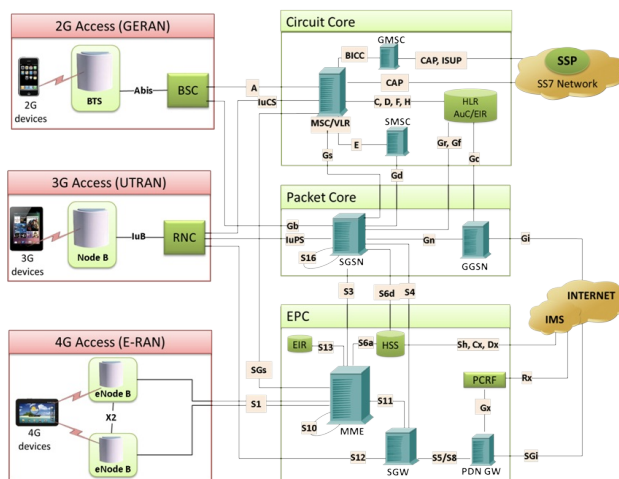 2G Access (GERAN)
2G
devices
BTS
Abis
BSC
3G Access (UTRAN)
3G
devices
Node B
IuB
RNC
4G Access (E-RAN)
4G
devices
eNode B
X2
eNode B
A
IuCS
Gb
IuPS
SGs
S1
S12
Circuit Core
GMSC
BICC
CAP, ISUP
CAP
SSP
SS7 Network
C, D, F, H
HLR
AuC/EIR
MSC/VLR
E
SMSC
Gs
Gd
Gr, Gf
Gc
Packet Core
SGSN
S16
Gn
GGSN
Gi
S3
S6d
S4
INTERNET
IMS
EPC
EIR
S13
S6a
HSS
Sh, Cx, Dx
PCRF
Rx
Gx
S11
S10
MME
SGW
S5/S8
PDN GW
SGi